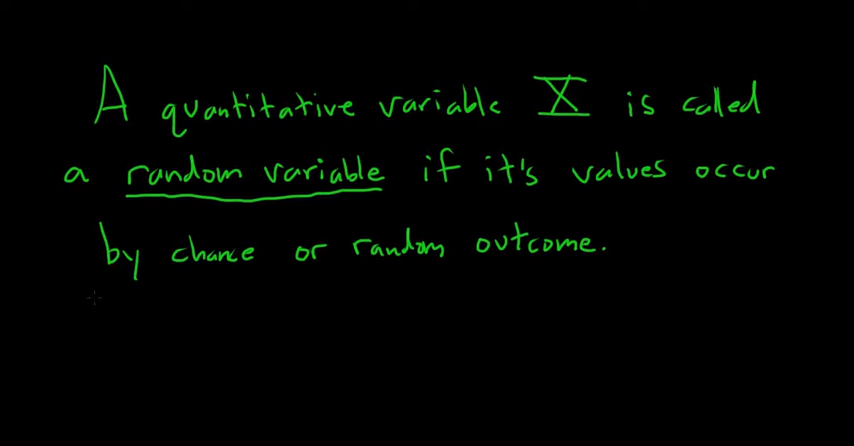 A quantitative variable X is called
a random variable if it's values occur
by chance or random outcome.